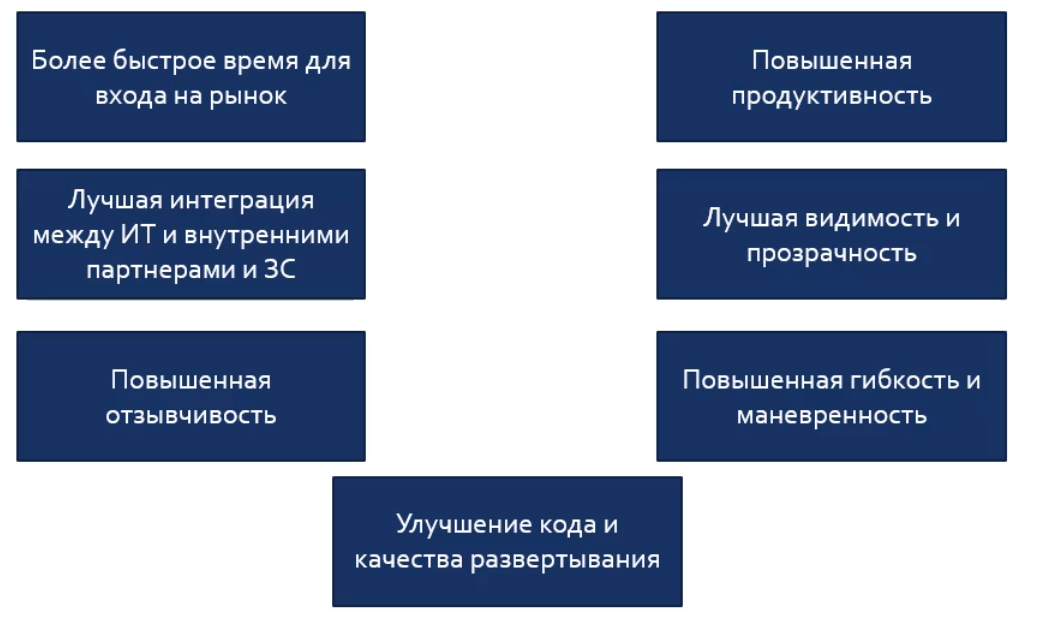 Более быстрое время для
входа на рынок
Повышенная
продуктивность
Лучшая интеграция
между ИТ и внутренними
партнерами и ЗС
Лучшая видимость и
прозрачность
Повышенная
отзывчивость
Повышенная гибкость и
маневренность
Улучшение кода и
качества развертывания